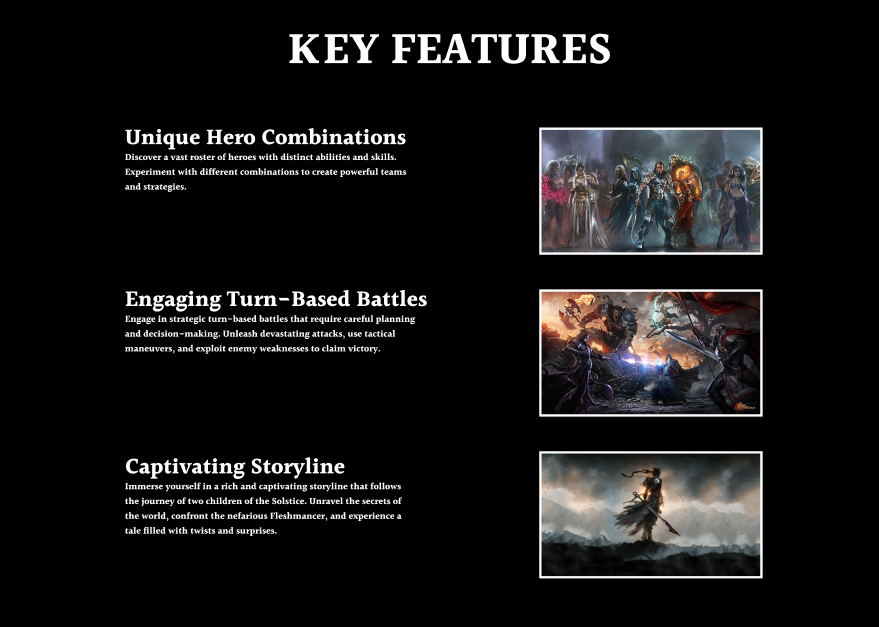 KEY FEATURES
Unique Hero Combinations
Discover a vast roster of heroes with distinct abilities and skills.
Experiment with different combinations to create powerful teams
and strategies.
Engaging Turn-Based Battles
Engage in strategic turn-based battles that require careful planning
and decision-making. Unleash devastating attacks, use tactical
maneuvers, and exploit enemy weaknesses to claim victory.
Captivating Storyline
Immerse yourself in a rich and captivating storyline that follows
the journey of two children of the Solstice. Unravel the secrets of
the world, confront the nefarious Fleshmancer, and experience a
tale filled with twists and surprises.